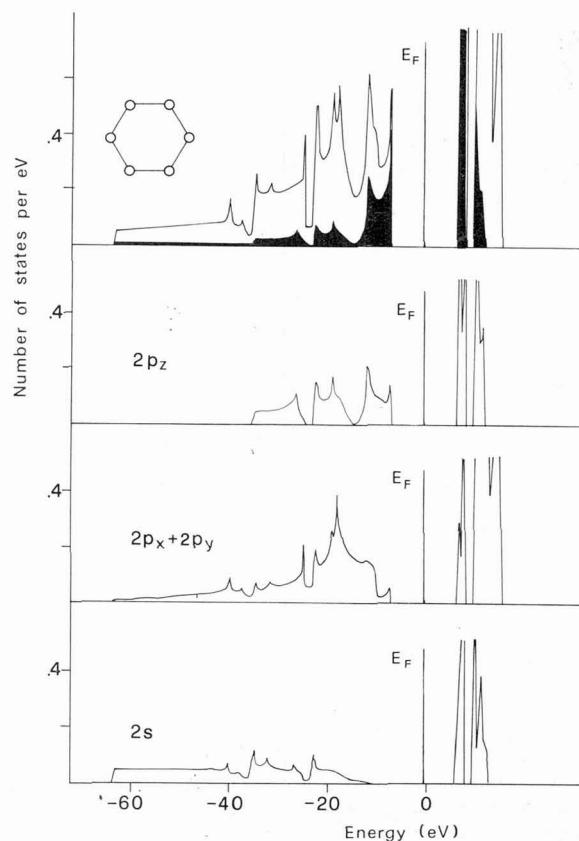 Number of states per eV
E_F
.4
E_F
.4
2p_z
E_F
.4
2p_x+2p_y
E_F
.4
2s
-60 -40 -20 0
Energy (eV)